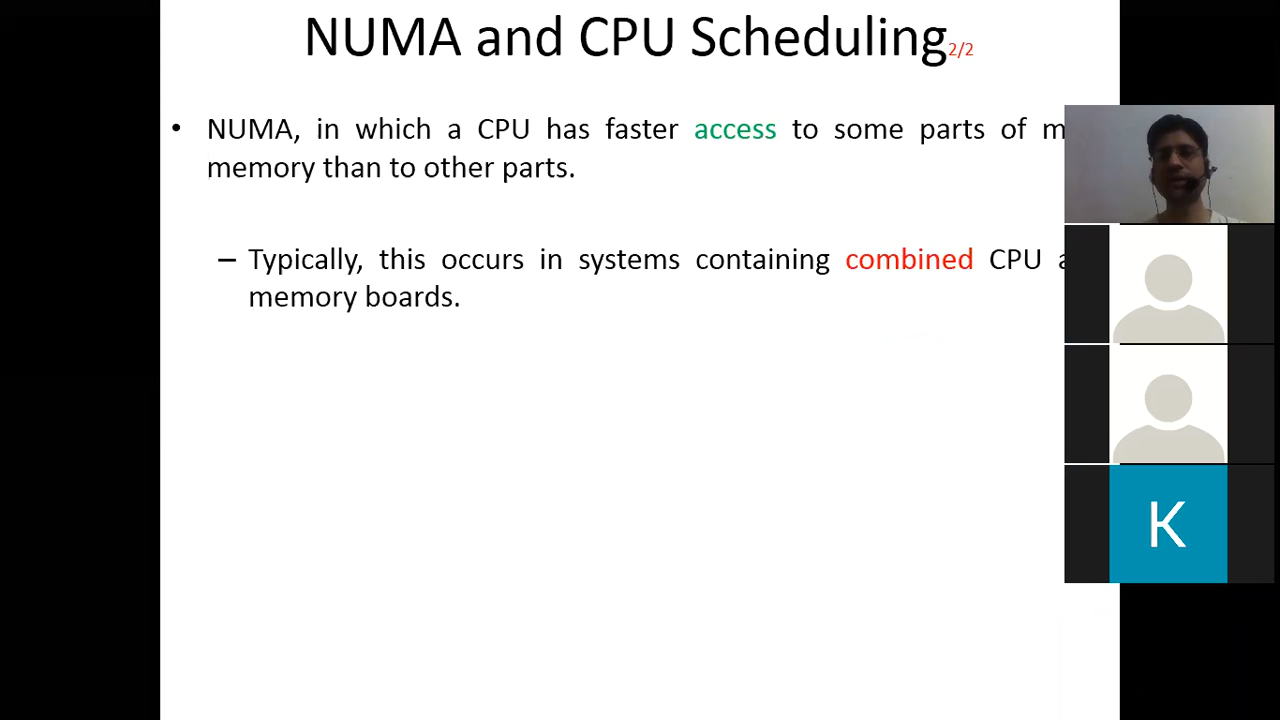 NUMA and CPU Scheduling2/2
• NUMA, in which a CPU has faster access to some parts of
memory than to other parts.
– Typically, this occurs in systems containing combined CPU
memory boards.
K